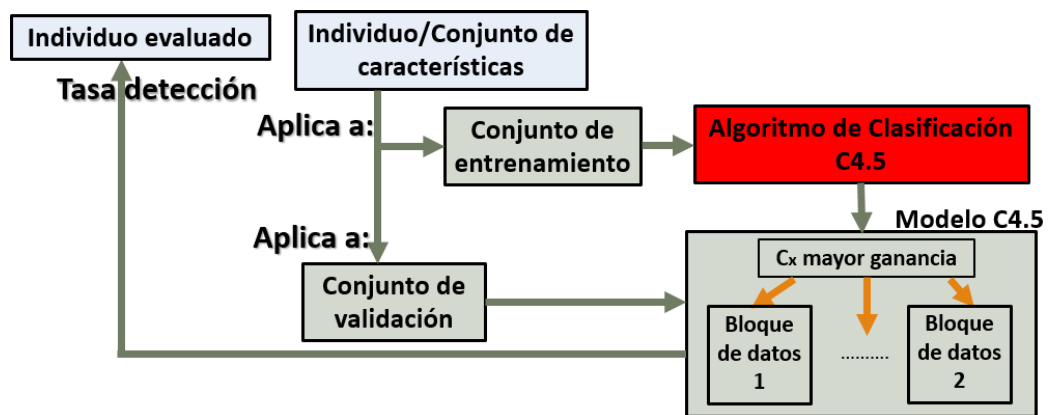 Individuo evaluado
Individuo/Conjunto de
características
Tasa detección
Aplica a:
Conjunto de
entrenamiento
Algoritmo de Clasificación
C4.5
Modelo C4.5
Aplica a:
Conjunto de
validación
Cx mayor ganancia
Bloque
de datos
1
..........
Bloque
de datos
2